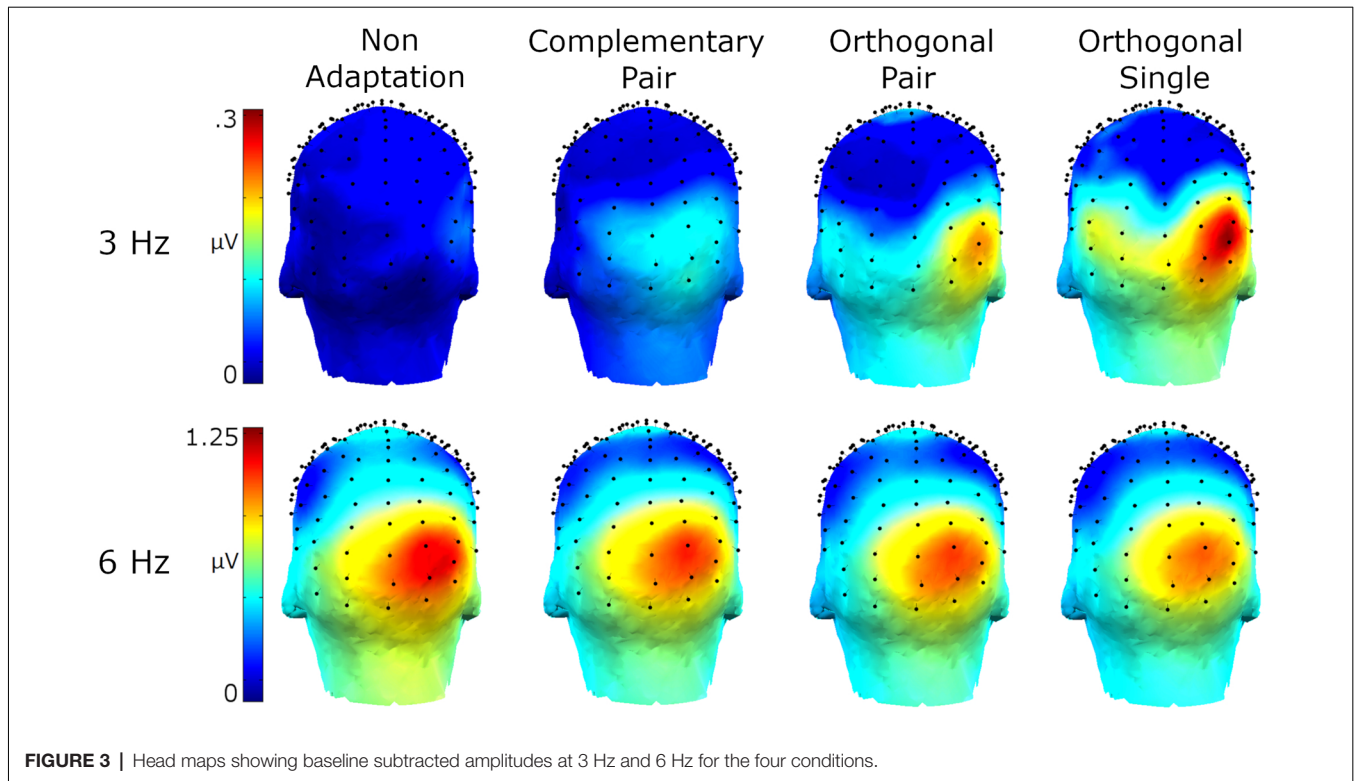 Non
Adaptation
Complementary
Pair
Orthogonal
Pair
Orthogonal
Single
3 Hz
.3
µV
0
6 Hz
1.25
µV
0
FIGURE 3 | Head maps showing baseline subtracted amplitudes at 3 Hz and 6 Hz for the four conditions.